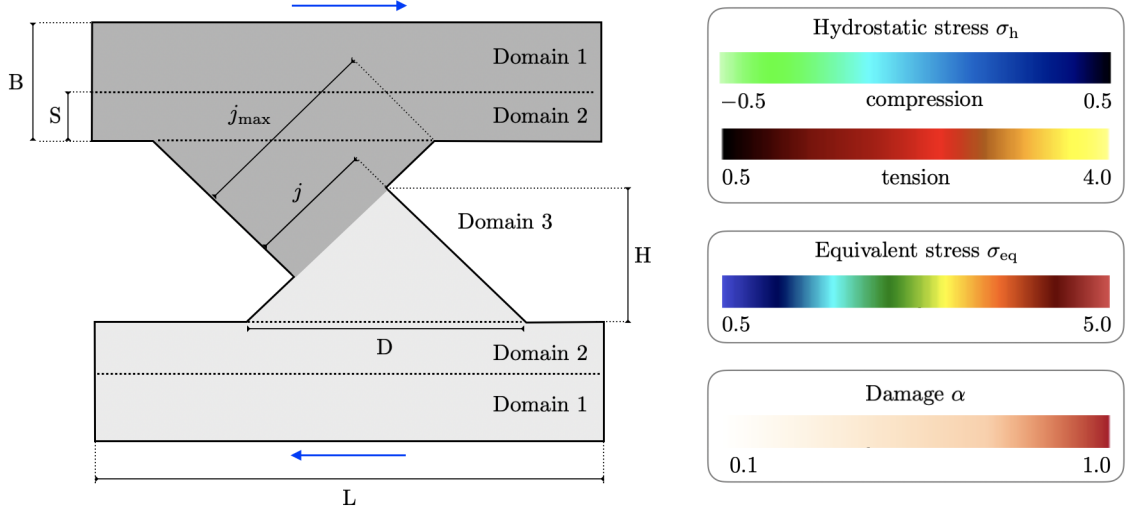 B
S
Domain 1
Domain 2
j_max
j
Domain 3
H
D
Domain 2
Domain 1
L
Hydrostatic stress σ_h
−0.5 compression 0.5
0.5 tension 4.0
Equivalent stress σ_eq
0.5 5.0
Damage α
0.1 1.0